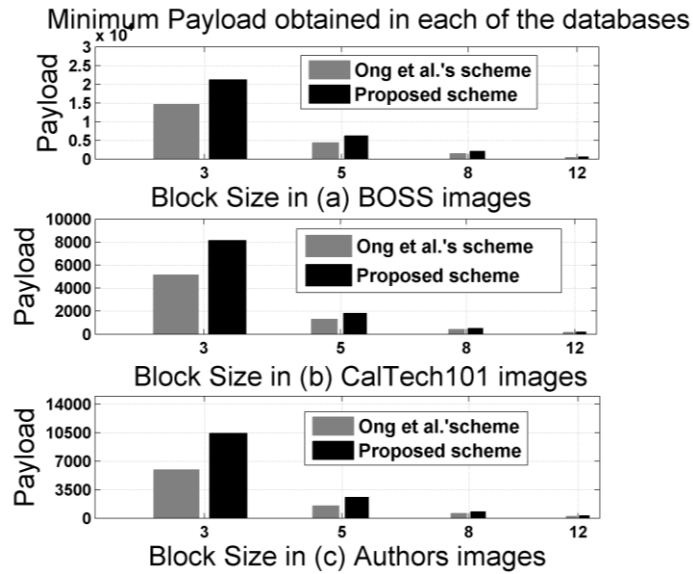 Minimum Payload obtained in each of the databases
x 10
3
2.5
2
1.5
1
0.5
0
Payload
Ong et al.'s scheme
Proposed scheme
3 5 8 12
Block Size in (a) BOSS images
10000
8000
6000
4000
2000
0
Payload
Ong et al.'s scheme
Proposed scheme
3 5 8 12
Block Size in (b) CalTech101 images
14000
10500
7000
3500
0
Payload
Ong et al.'scheme
Proposed scheme
3 5 8 12
Block Size in (c) Authors images